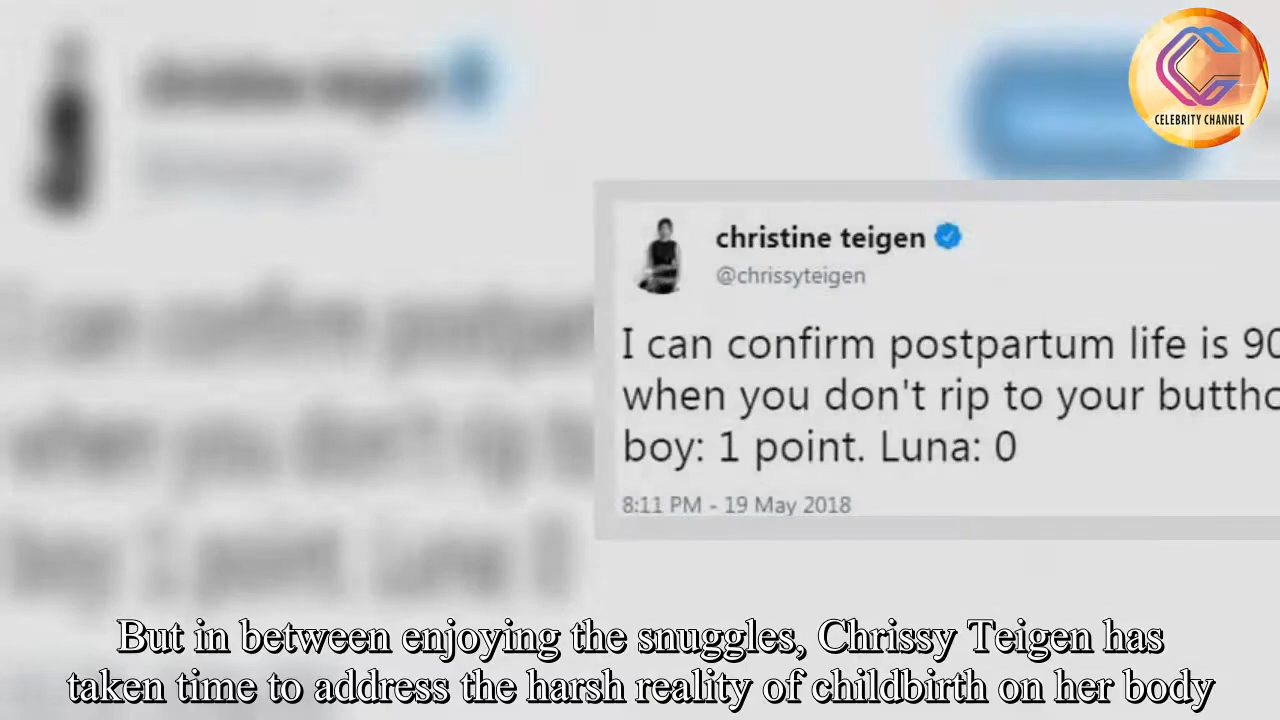 CELEBRITY CHANNEL
christine teigen
@chrissyteigen
I can confirm postpartum life is 90
when you don't rip to your buttho
boy: 1 point. Luna: 0
8:11 PM - 19 May 2018
But in between enjoying the snuggles, Chrissy Teigen has
taken time to address the harsh reality of childbirth on her body